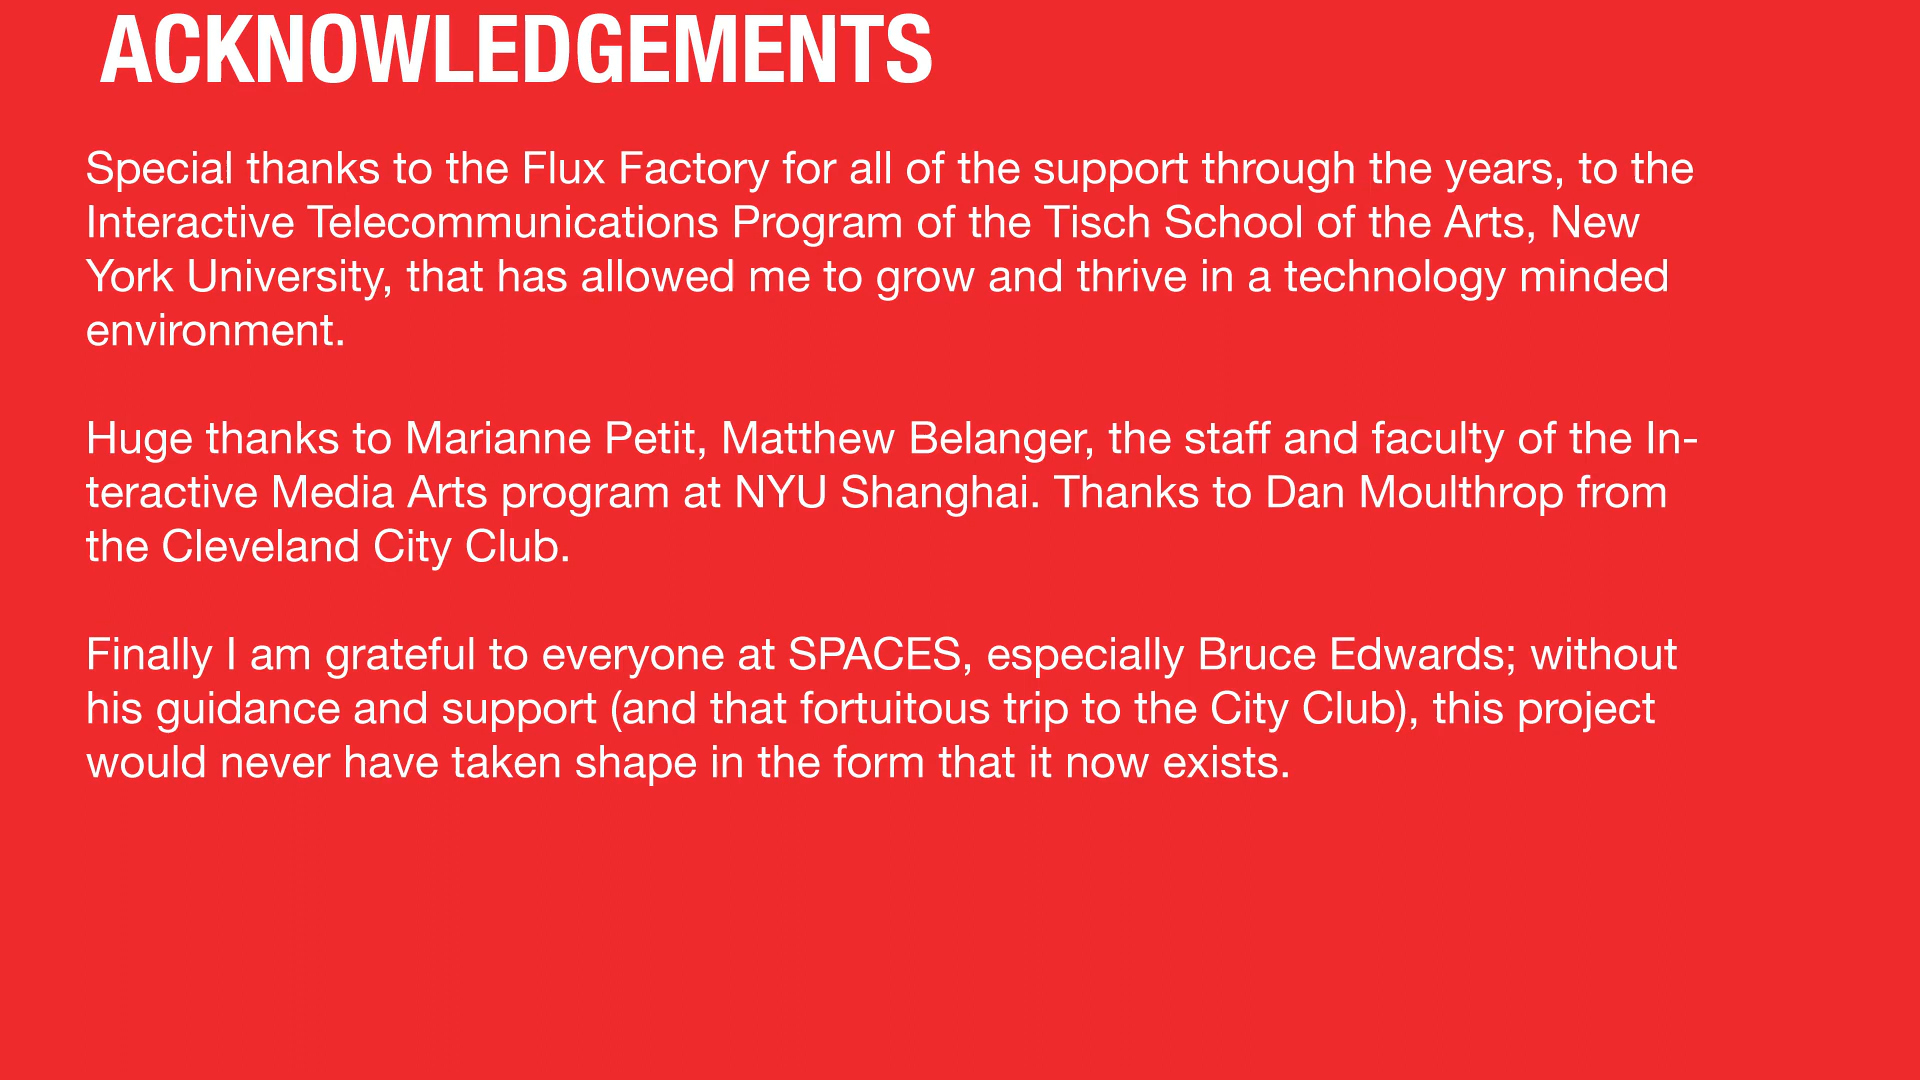 ACKNOWLEDGEMENTS
Special thanks to the Flux Factory for all of the support through the years, to the
Interactive Telecommunications Program of the Tisch School of the Arts, New
York University, that has allowed me to grow and thrive in a technology minded
environment.
Huge thanks to Marianne Petit, Matthew Belanger, the staff and faculty of the In-
teractive Media Arts program at NYU Shanghai. Thanks to Dan Moulthrop from
the Cleveland City Club.
Finally I am grateful to everyone at SPACES, especially Bruce Edwards; without
his guidance and support (and that fortuitous trip to the City Club), this project
would never have taken shape in the form that it now exists.